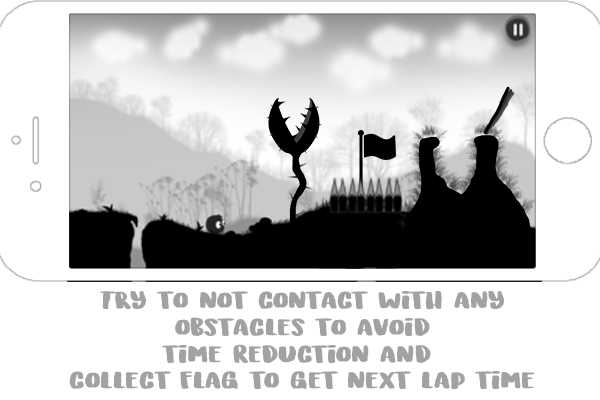 TRY TO NOT CONTACT WITH ANY
OBSTACLES TO AVOID
TIME REDUCTION AND
COLLECT FLAG TO GET NEXT LAP TIME